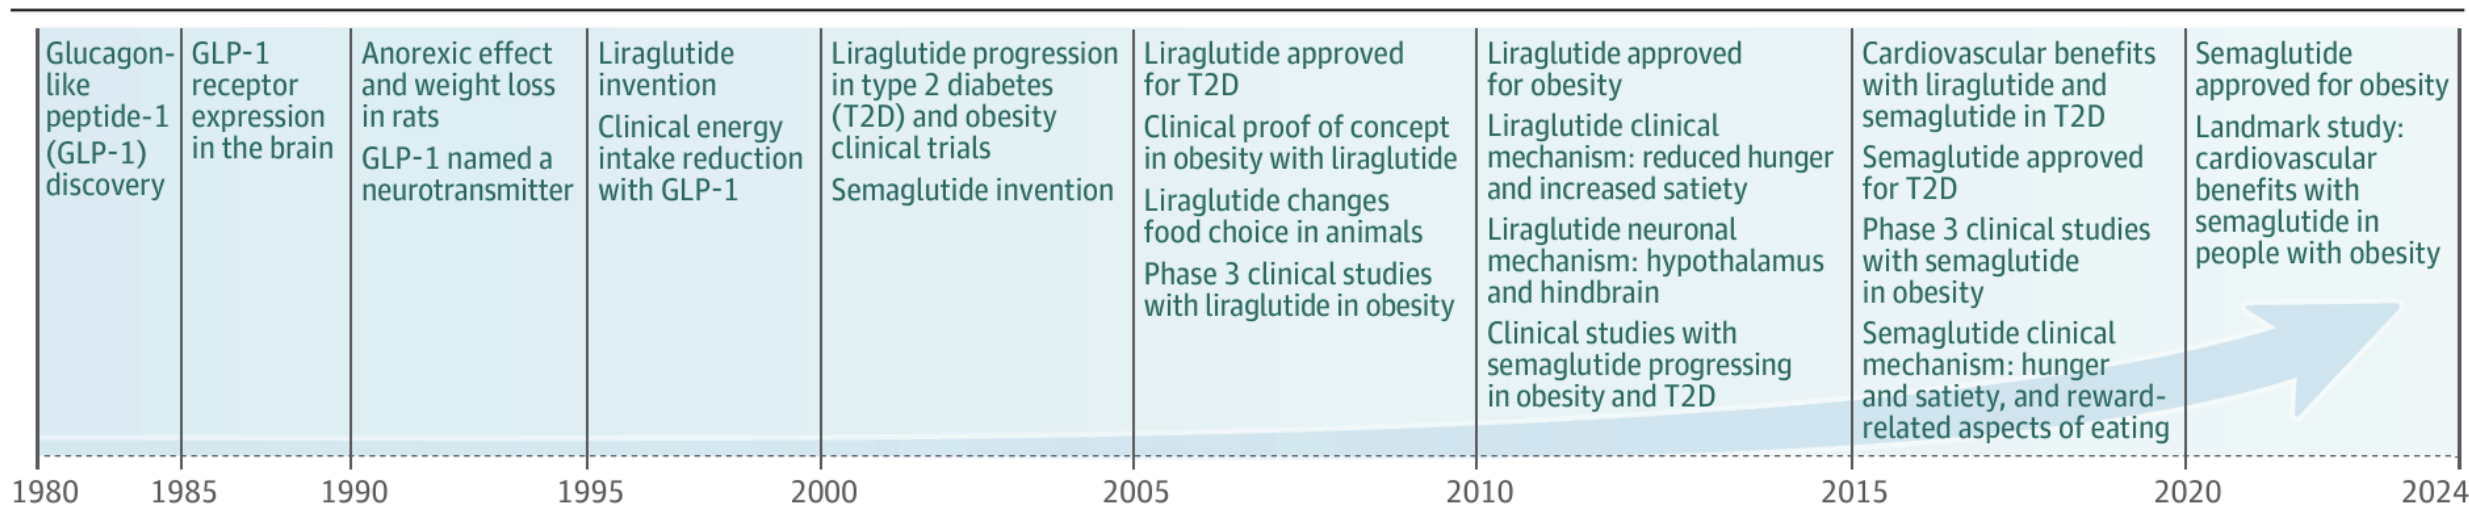 Glucagon-
like
peptide-1
(GLP-1)
discovery
GLP-1
receptor
expression
in the brain
Anorexic effect
and weight loss
in rats
GLP-1 named a
neurotransmitter
Liraglutide
invention
Clinical energy
intake reduction
with GLP-1
Liraglutide progression
in type 2 diabetes
(T2D) and obesity
clinical trials
Semaglutide invention
Liraglutide approved
for T2D
Clinical proof of concept
in obesity with liraglutide
Liraglutide changes
food choice in animals
Phase 3 clinical studies
with liraglutide in obesity
Liraglutide approved
for obesity
Liraglutide clinical
mechanism: reduced hunger
and increased satiety
Liraglutide neuronal
mechanism: hypothalamus
and hindbrain
Clinical studies with
semaglutide progressing
in obesity and T2D
Cardiovascular benefits
with liraglutide and
semaglutide in T2D
Semaglutide approved
for T2D
Phase 3 clinical studies
with semaglutide
in obesity
Semaglutide clinical
mechanism: hunger
and satiety, and reward-
related aspects of eating
Semaglutide
approved for obesity
Landmark study:
cardiovascular
benefits with
semaglutide in
people with obesity
1980 1985 1990 1995 2000 2005 2010 2015 2020 2024